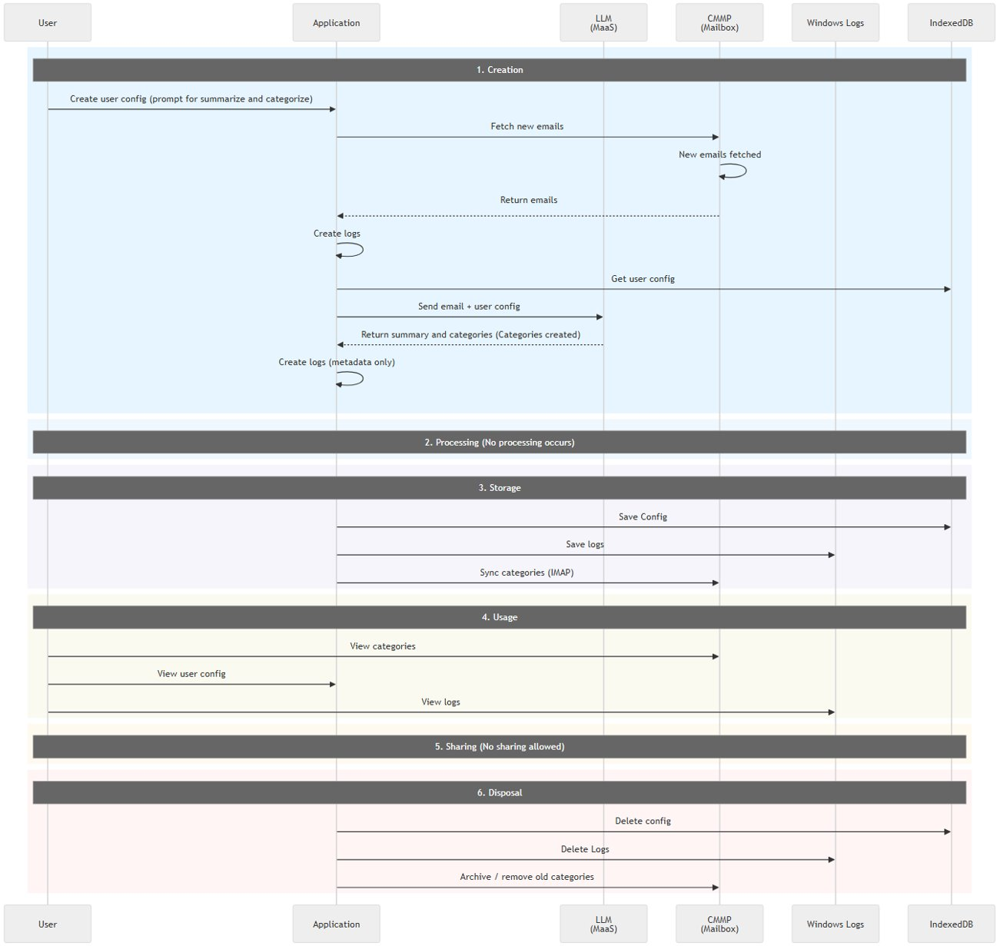 User
Application
LLM
(MaaS)
CMMP
(Mailbox)
Windows Logs
IndexedDB
1. Creation
Create user config (prompt for summarize and categorize)
Fetch new emails
New emails fetched
Return emails
Create logs
Get user config
Send email + user config
Return summary and categories (Categories created)
Create logs (metadata only)
2. Processing (No processing occurs)
3. Storage
Save Config
Save logs
Sync categories (IMAP)
4. Usage
View categories
View user config
View logs
5. Sharing (No sharing allowed)
6. Disposal
Delete config
Delete Logs
Archive / remove old categories
User
Application
LLM
(MaaS)
CMMP
(Mailbox)
Windows Logs
IndexedDB